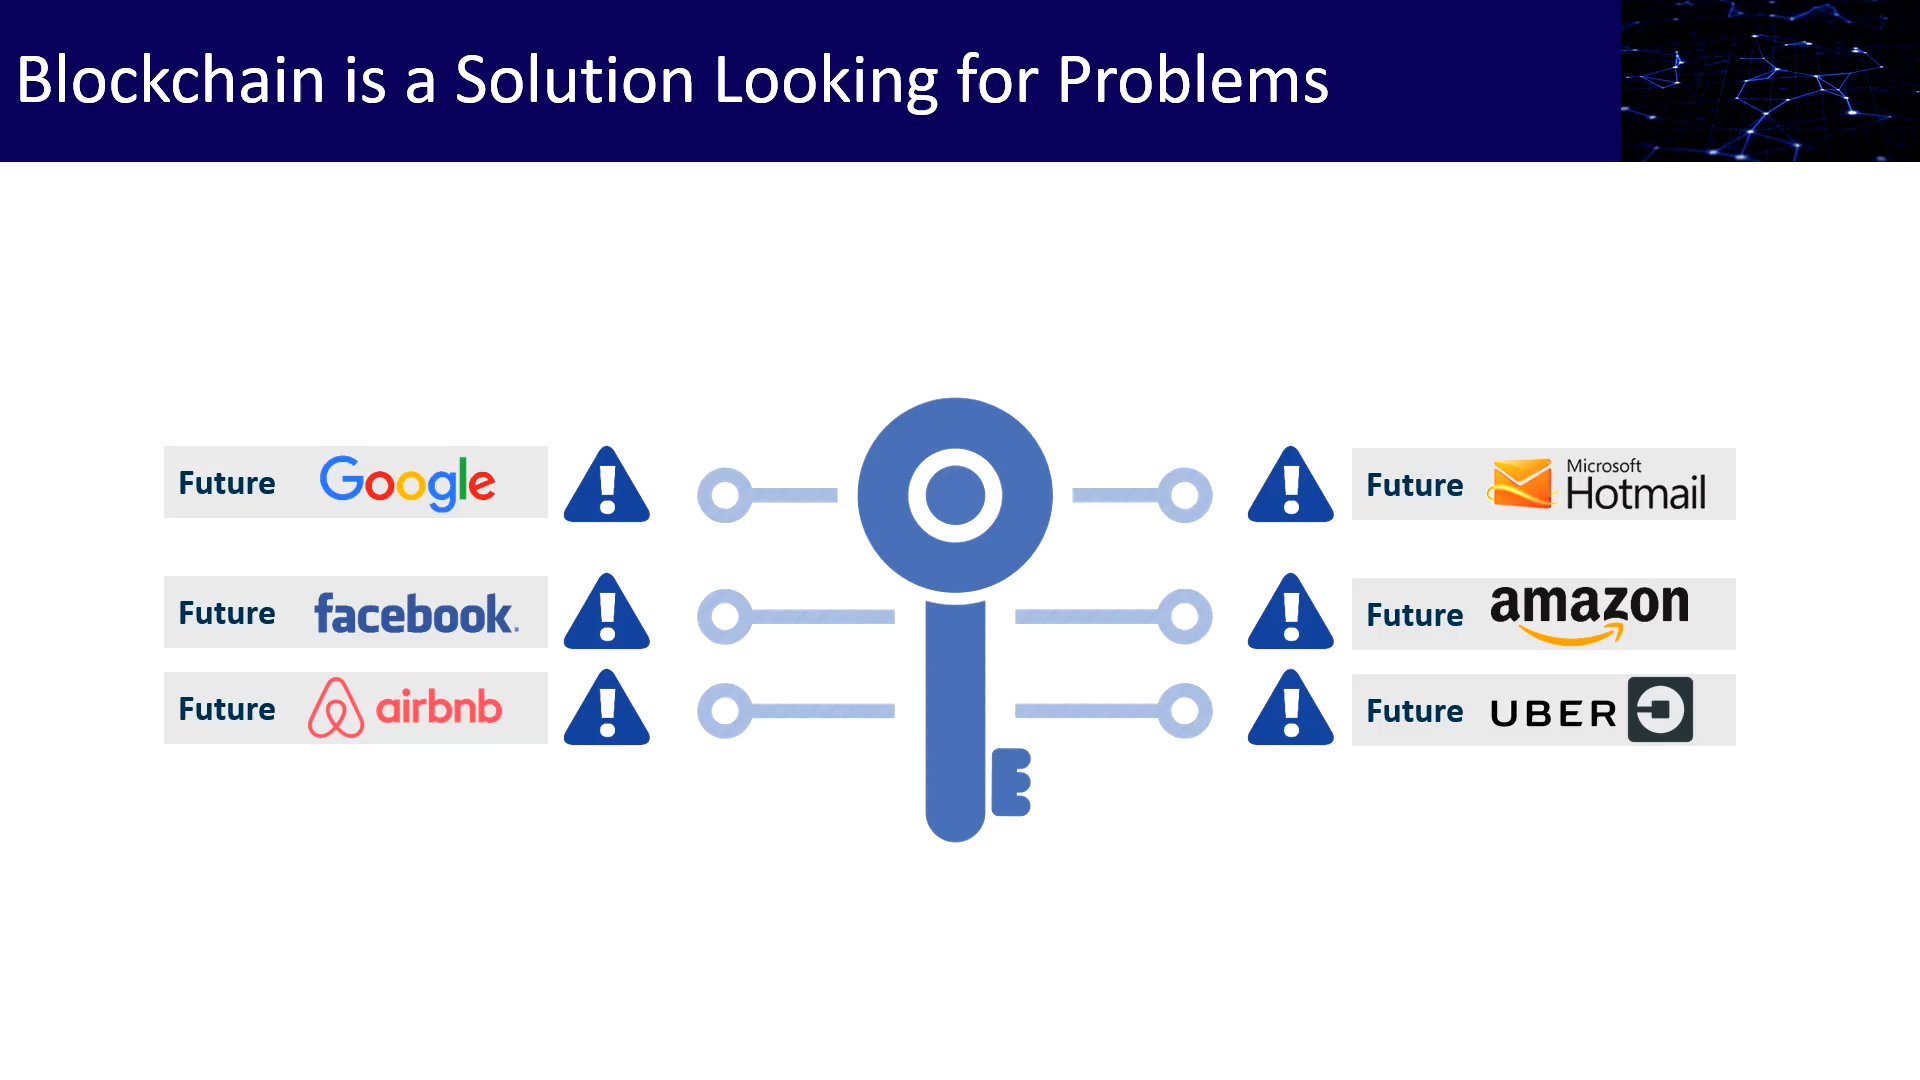 Blockchain is a Solution Looking for Problems
Future Google
Future facebook.
Future airbnb
Future Microsoft Hotmail
Future amazon
Future UBER